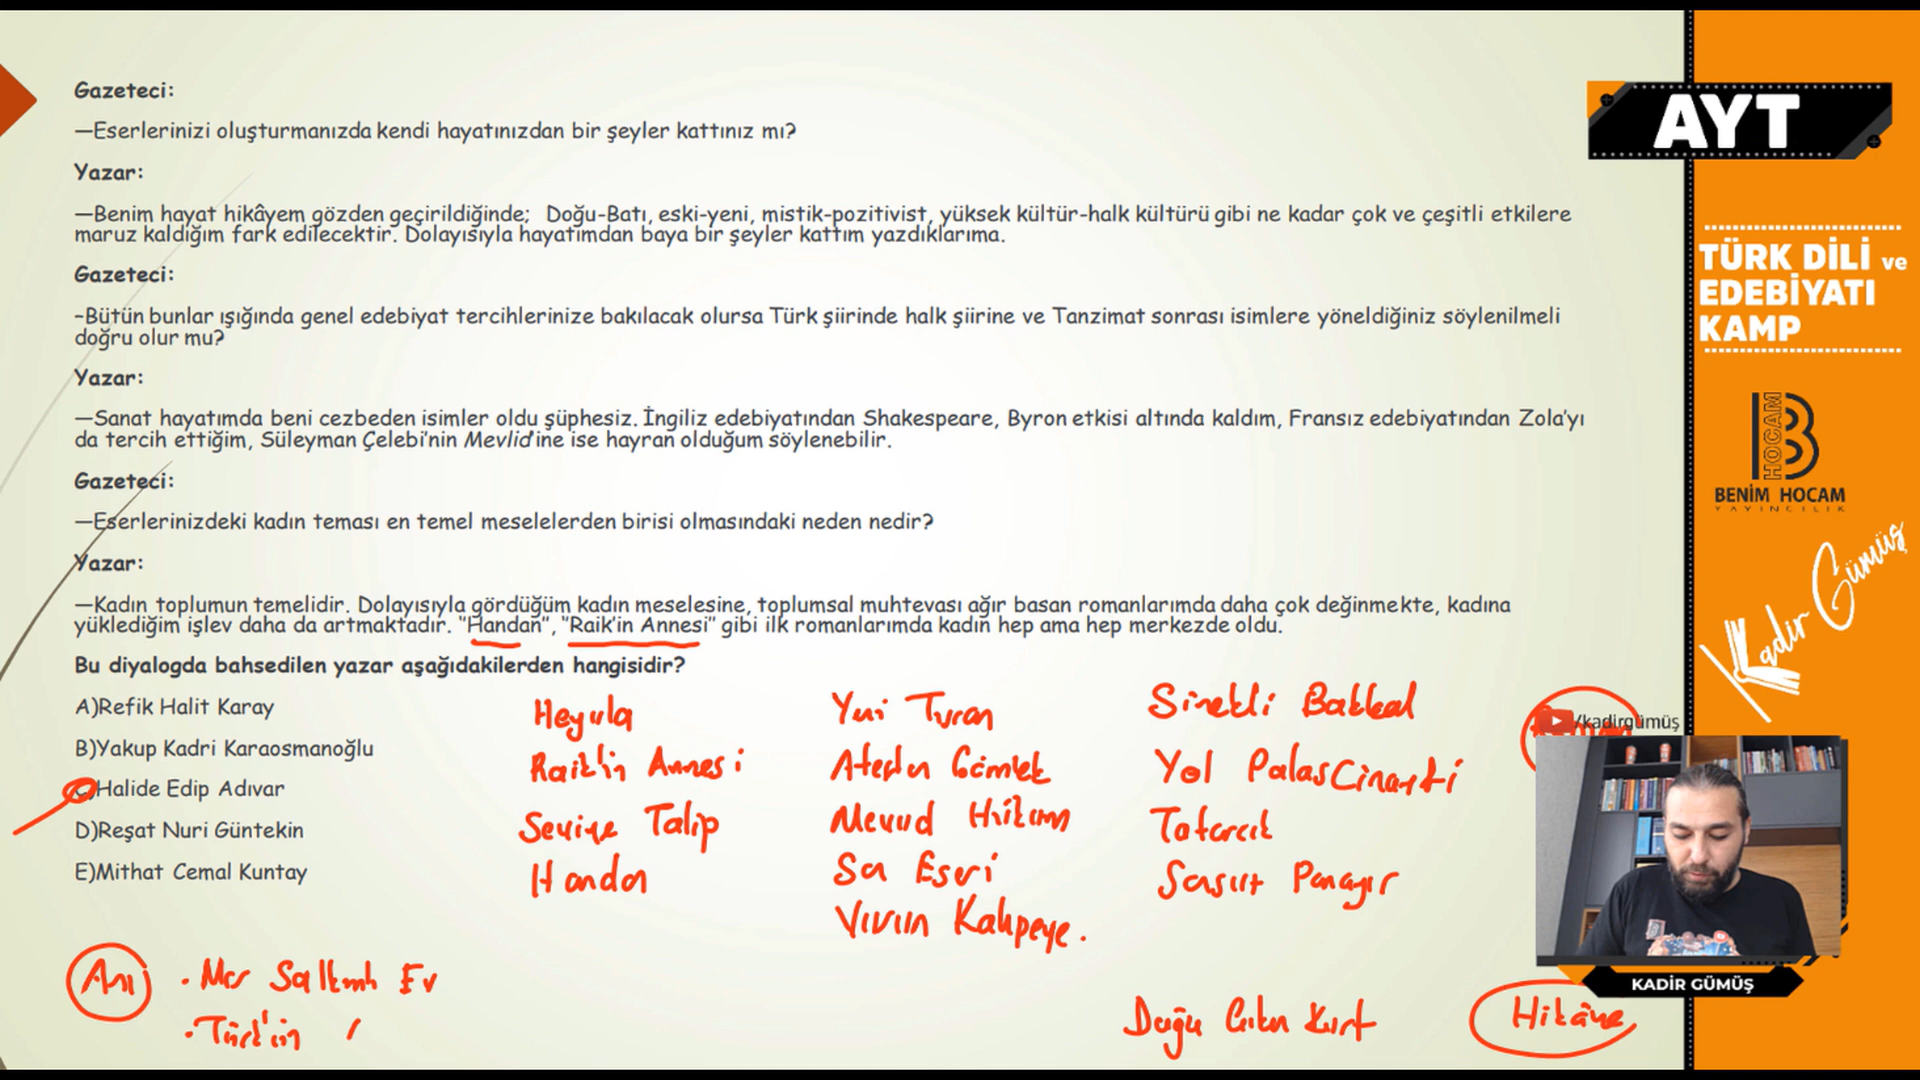 Gazeteci:
—Eserlerinizi oluşturmanızda kendi hayatınızdan bir şeyler kattınız mı?
Yazar:
—Benim hayat hikâyem gözden geçirildiğinde; Doğu-Batı, eski-yeni, mistik-pozitivist, yüksek kültür-halk kültürü gibi ne kadar çok ve çeşitli etkilere
maruz kaldığım fark edilecektir. Dolayısıyla hayatımdan baya bir şeyler kattım yazdıklarıma.
Gazeteci:
–Bütün bunlar ışığında genel edebiyat tercihlerinize bakılacak olursa Türk şiirinde halk şiirine ve Tanzimat sonrası isimlere yöneldiğiniz söylenilmeli
doğru olur mu?
Yazar:
—Sanat hayatımda beni cezbeden isimler oldu şüphesiz. İngiliz edebiyatından Shakespeare, Byron etkisi altında kaldım, Fransız edebiyatından Zola’yı
da tercih ettiğim, Süleyman Çelebi’nin Mevlid’ine ise hayran olduğum söylenebilir.
Gazeteci:
—Eserlerinizdeki kadın teması en temel meselelerden birisi olmasındaki neden nedir?
Yazar:
—Kadın toplumun temelidir. Dolayısıyla gördüğüm kadın meselesine, toplumsal muhtevası ağır basan romanlarımda daha çok değinmekte, kadına
yüklediğim işlev daha da artmaktadır. “Handan”, “Raik’in Annesi” gibi ilk romanlarımda kadın hep ama hep merkezde oldu.
Bu diyalogda bahsedilen yazar aşağıdakilerden hangisidir?
A)Refik Halit Karay
B)Yakup Kadri Karaosmanoğlu
C)Halide Edip Adıvar
D)Reşat Nuri Güntekin
E)Mithat Cemal Kuntay
Heyula
Raik'in Annesi
Seviye Talip
Handan
Yeni Turan
Ateşten Gömlek
Mevud Hüküm
Son Eseri
Vurun Kahpeye.
Sinekli Bakkal
Yol Palas Cinayeti
Tatarcık
Sonsuz Panayır
Anı
· Mor Salkımlı Ev
· Türk'ün
Dağa Çıkan Kurt
Hikâye
/kadirgümüş
AYT
TÜRK DİLİ ve
EDEBİYATI
KAMP
HOCAM
BENİM HOCAM
YAYINCILIK
Kadir Gümüş
KADİR GÜMÜŞ